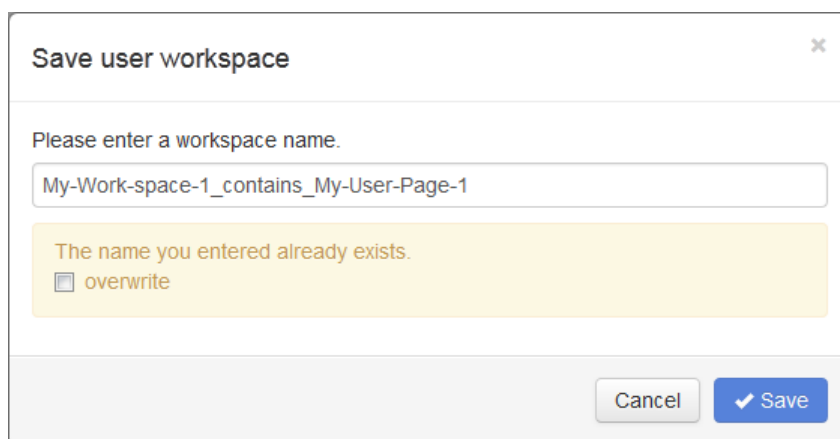 Save user workspace
×
Please enter a workspace name.
My-Work-space-1_contains_My-User-Page-1
The name you entered already exists.
overwrite
Cancel
Save